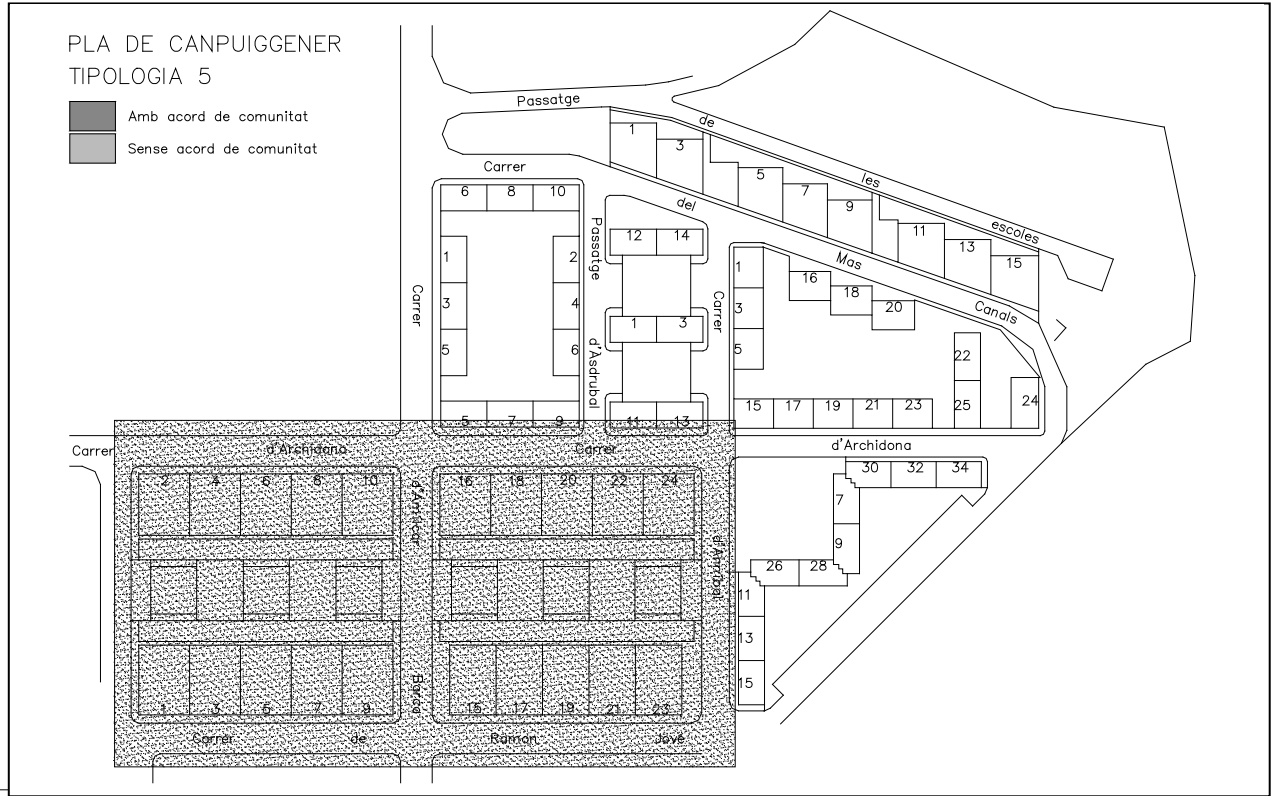 PLA DE CANPUIGGENER
TIPOLOGIA 5
Amb acord de comunitat
Sense acord de comunitat
Passatge de les escoles
1 3 5 7 9 11 13 15
Carrer del Mas Canals
6 8 10
12 14
16 18 20
22
24
25
Carrer
1 3 5
Passatge d'Asdrubal
2 4 6
1 3
Carrer
1 3 5
5 7 9
11 13
15 17 19 21 23
Carrer d'Archidona Carrer d'Archidona
2 4 6 8 10
16 18 20 22 24
30 32 34
d'Amilcar Barca
d'Annibal
7
9
26 28
11
13
15
1 3 5 7 9
15 17 19 21 23
Carrer de Ramon Jové